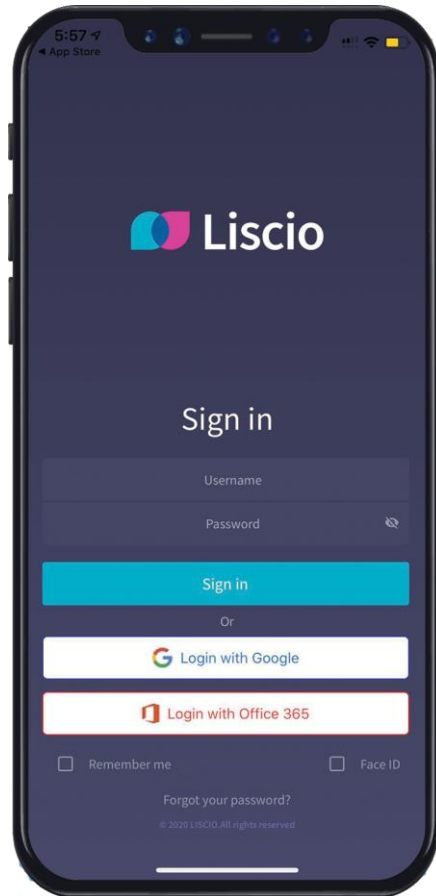 5:57
App Store
Liscio
Sign in
Username
Password
Sign in
Or
Login with Google
Login with Office 365
Remember me
Face ID
Forgot your password?
© 2020 LISCIO.All rights reserved